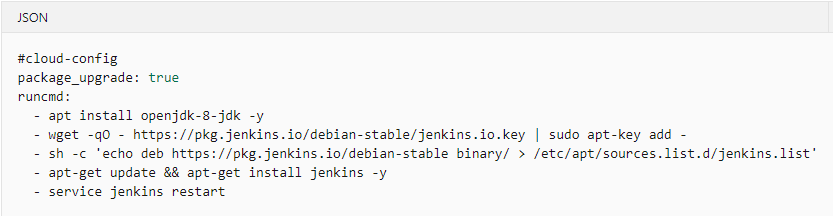 JSON
#cloud-config
package_upgrade: true
runcmd:
  - apt install openjdk-8-jdk -y
  - wget -qO - https://pkg.jenkins.io/debian-stable/jenkins.io.key | sudo apt-key add -
  - sh -c 'echo deb https://pkg.jenkins.io/debian-stable binary/ > /etc/apt/sources.list.d/jenkins.list'
  - apt-get update && apt-get install jenkins -y
  - service jenkins restart